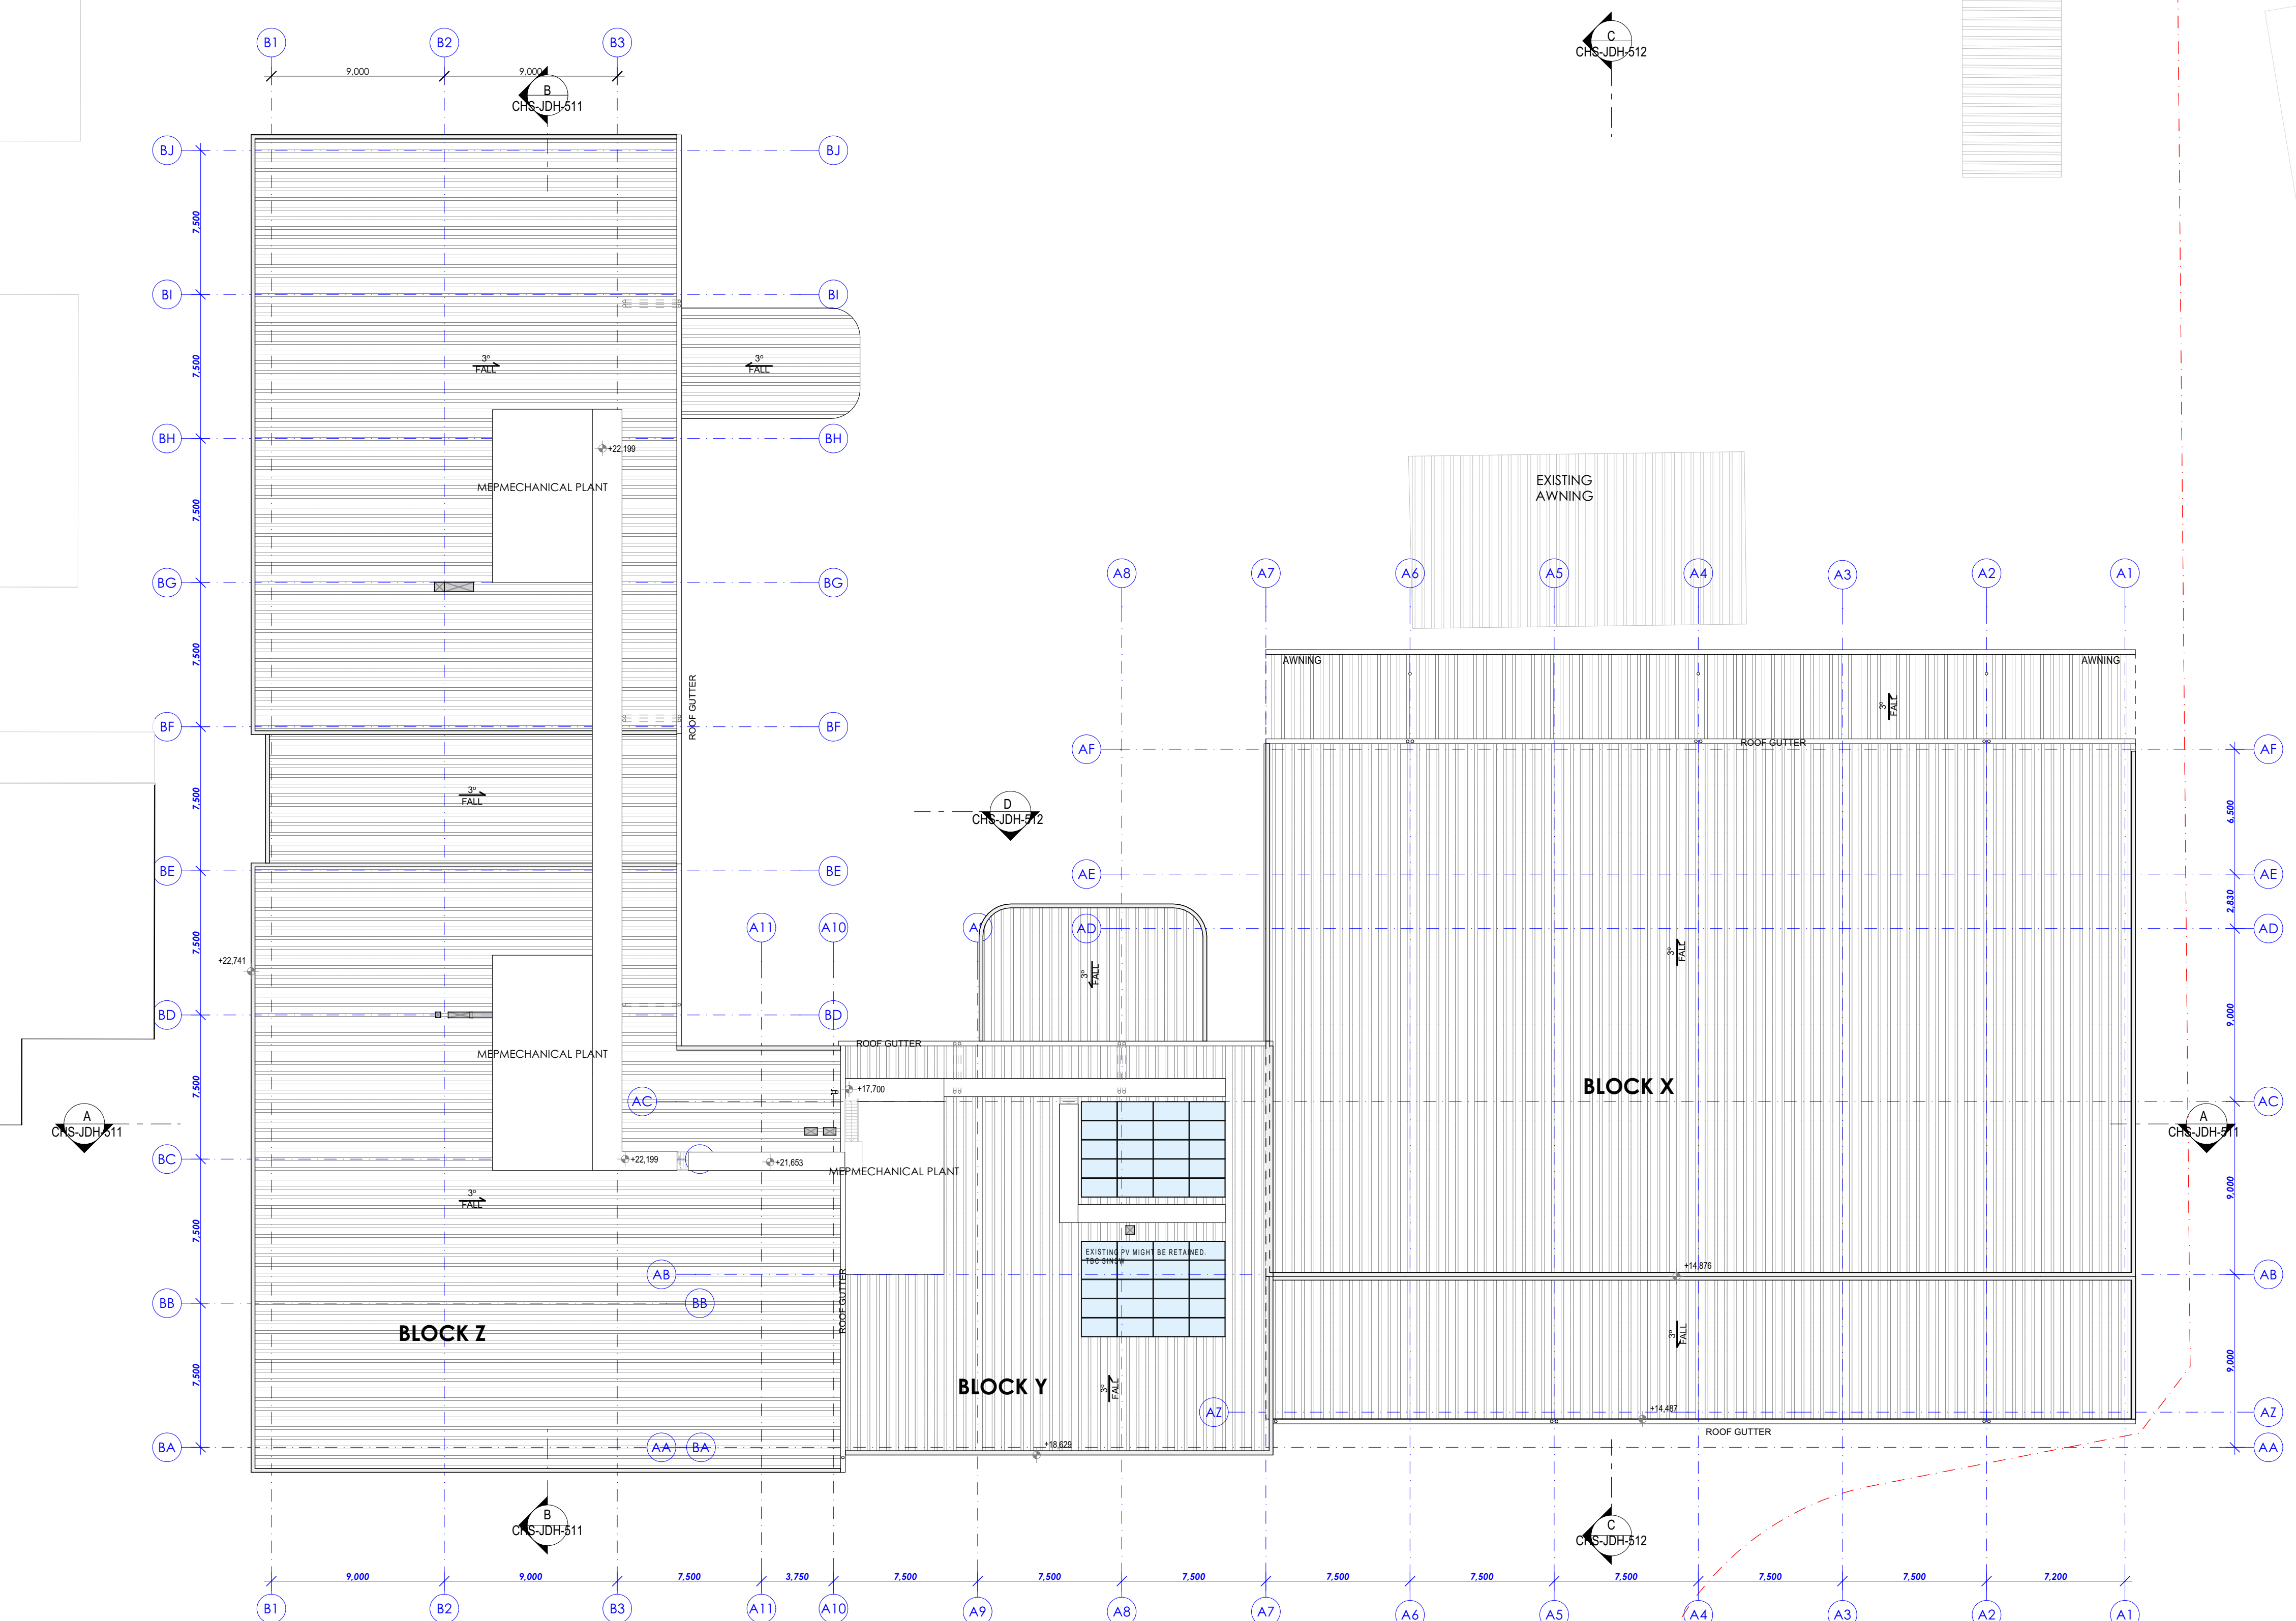 C
CHS-JDH-512
B1
B2
B3
9,000
9,000
B
CHS-JDH-511
BJ
BJ
7,500
BI
BI
7,500
3°
FALL
3°
FALL
BH
BH
+22,199
7,500
MEPMECHANICAL PLANT
EXISTING
AWNING
BG
BG
A8
A7
A6
A5
A4
A3
A2
A1
7,500
AWNING
AWNING
ROOF GUTTER
3°
FALL
BF
BF
AF
ROOF GUTTER
AF
7,500
3°
FALL
D
CHS-JDH-512
6,500
BE
BE
AE
AE
2,830
7,500
A11
A10
AD
AD
+22,741
3°
FALL
3°
FALL
BD
BD
9,000
ROOF GUTTER
MEPMECHANICAL PLANT
7,500
+17,700
BLOCK X
AC
AC
A
CHS-JDH-511
A
CHS-JDH-511
BC
+22,199
+21,653
MEPMECHANICAL PLANT
9,000
3°
FALL
7,500
EXISTING PV MIGHT BE RETAINED.
TBC SINSW
+14,876
AB
AB
ROOF GUTTER
BB
BB
BLOCK Z
3°
FALL
9,000
7,500
BLOCK Y
3°
FALL
AZ
+14,487
AZ
ROOF GUTTER
BA
AA
BA
+18,629
AA
B
CHS-JDH-511
C
CHS-JDH-512
9,000
9,000
7,500
3,750
7,500
7,500
7,500
7,500
7,500
7,500
7,500
7,500
7,200
B1
B2
B3
A11
A10
A9
A8
A7
A6
A5
A4
A3
A2
A1